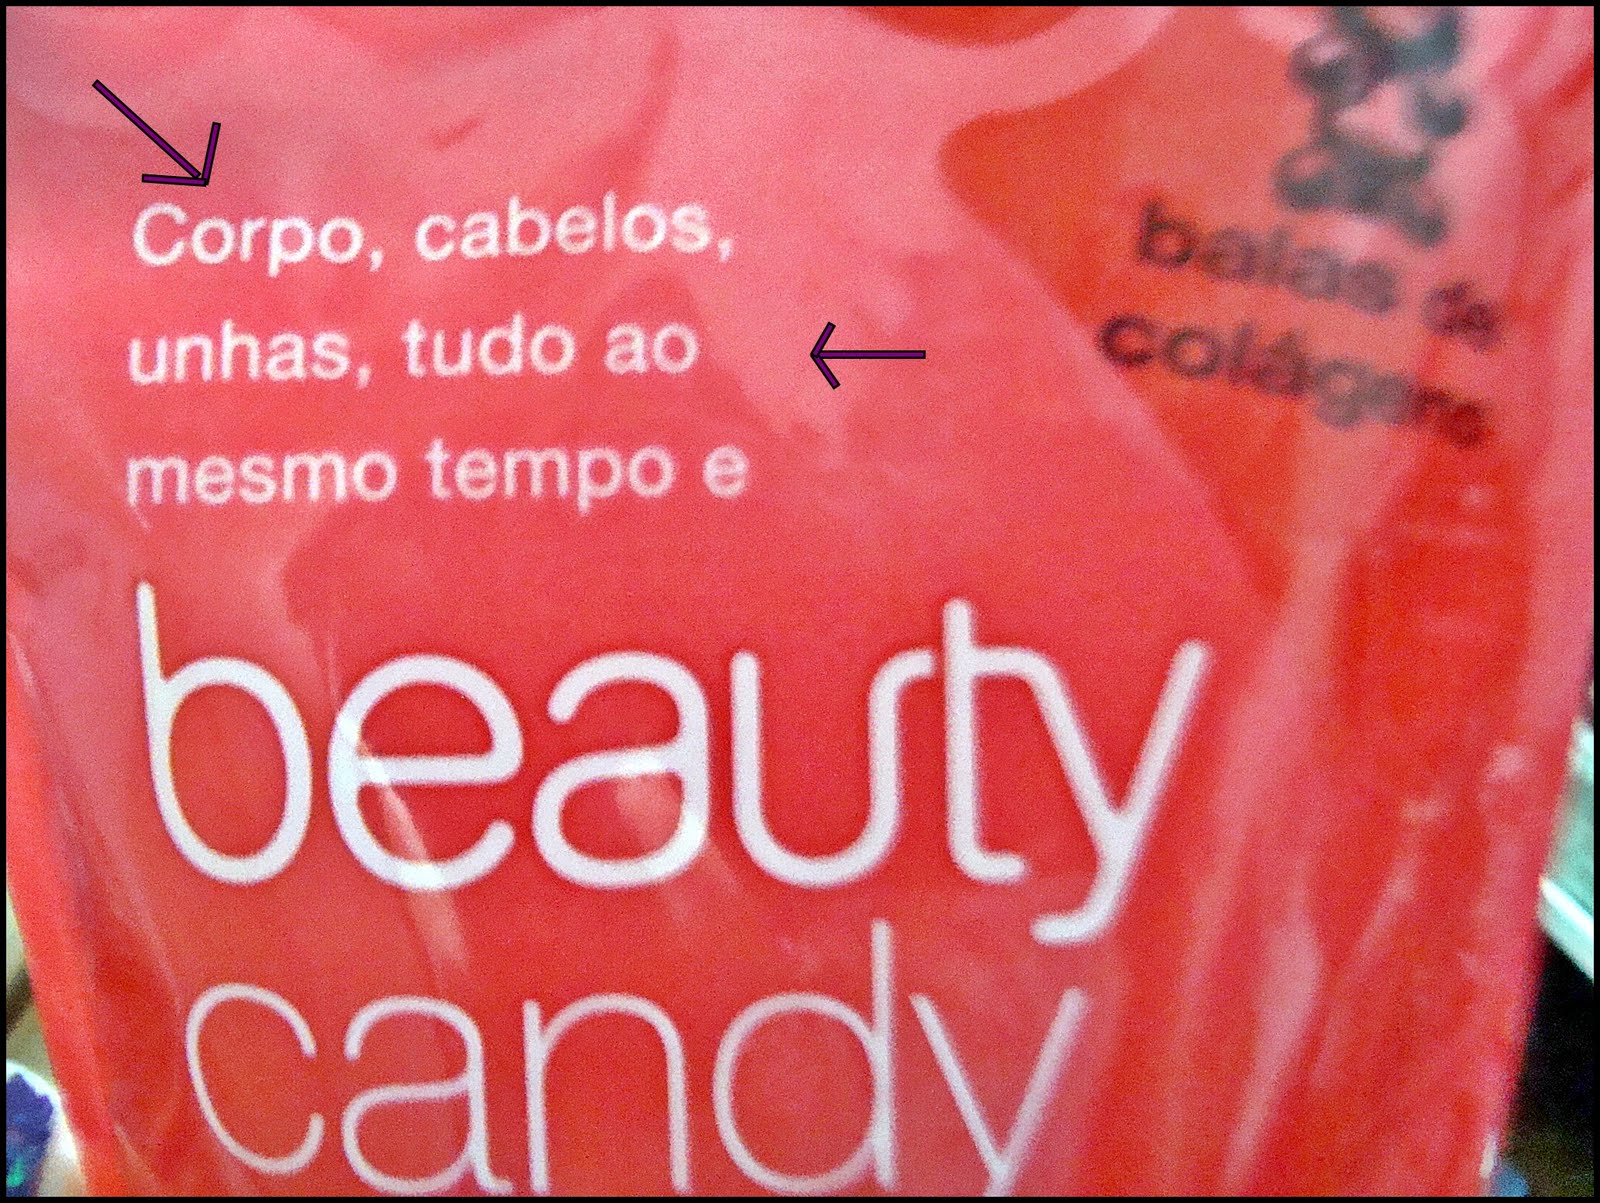 Corpo, cabelos,
unhas, tudo ao
mesmo tempo e
beauty
candy
balas de
colágeno